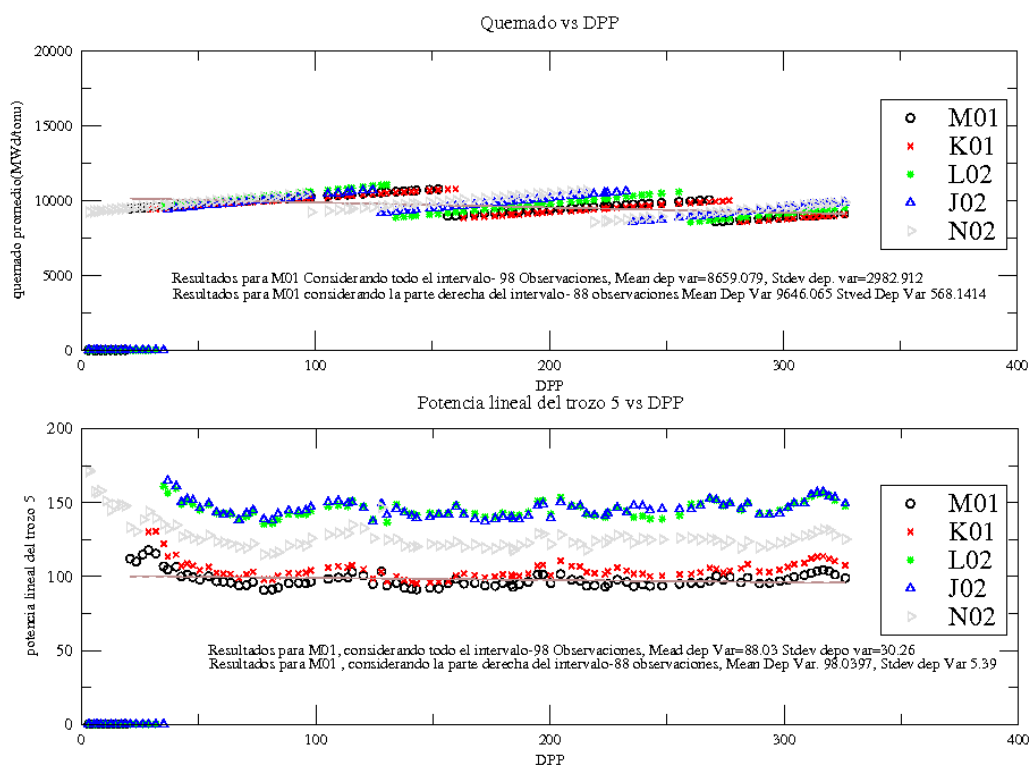 Quemado vs DPP
quemado promedio(MWd/tonu)
20000
15000
10000
5000
0
M01
K01
L02
J02
N02
Resultados para M01 Considerando todo el intervalo- 98 Observaciones, Mean dep var=8659.079, Stdev dep. var=2982.912
Resultados para M01 considerando la parte derecha del intervalo- 88 observaciones Mean Dep Var 9646.065 Stved Dep Var 568.1414
0 100 200 300 400
DPP
Potencia lineal del trozo 5 vs DPP
potencia lineal del trozo 5
200
150
100
50
0
M01
K01
L02
J02
N02
Resultados para M01, considerando todo el intervalo-98 Observaciones, Mead dep Var=88.03 Stdev depo var=30.26
Resultados para M01 , considerando la parte derecha del intervalo-88 observaciones, Mean Dep Var. 98.0397, Stdev dep Var 5.39
0 100 200 300 400
DPP